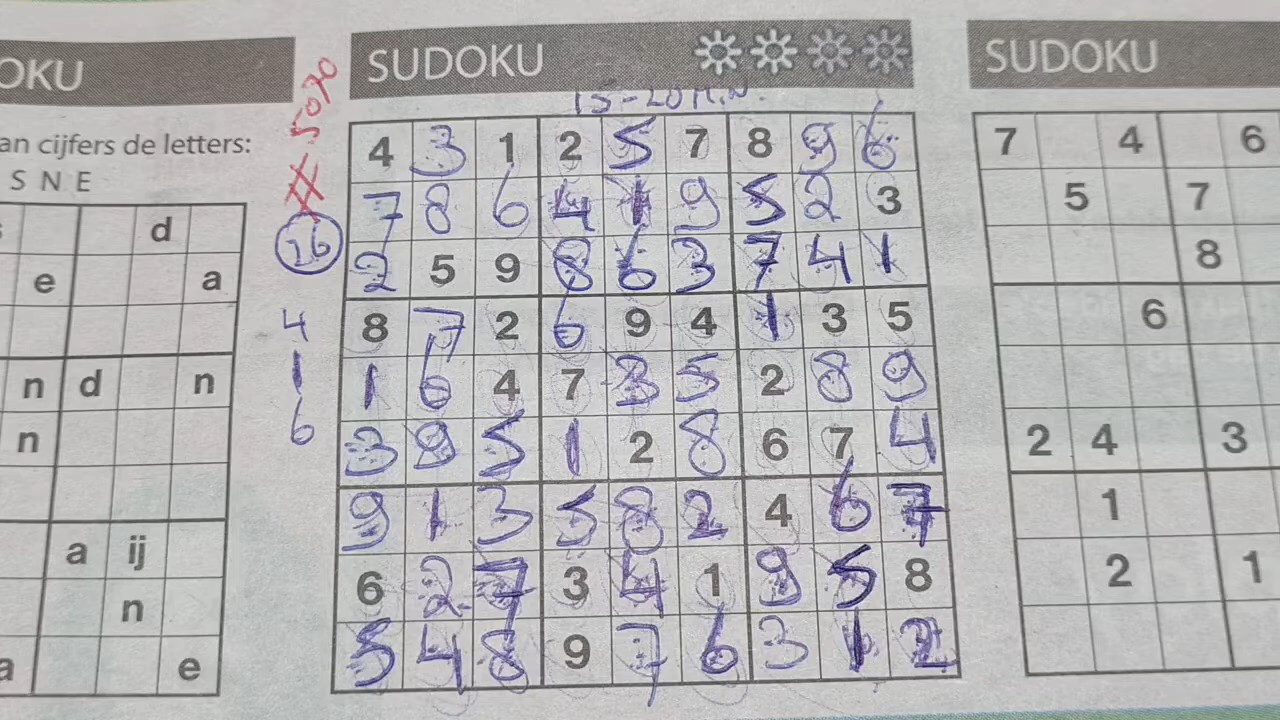 OKU
an cijfers de letters:
S N E
d
e a
n d n
n
a ij
n
a e
# 5070
26
4
1
6
SUDOKU
15-20 MIN.
4 3 1 2 5 7 8 9 6
7 8 6 4 1 9 5 2 3
2 5 9 8 6 3 7 4 1
8 7 2 6 9 4 1 3 5
1 6 4 7 3 5 2 8 9
3 9 5 1 2 8 6 7 4
9 1 3 5 8 2 4 6 7
6 2 7 3 4 1 9 5 8
5 4 8 9 7 6 3 1 2
SUDOKU
7 4 6
5 7
8
6
2 4 3
1
2 1